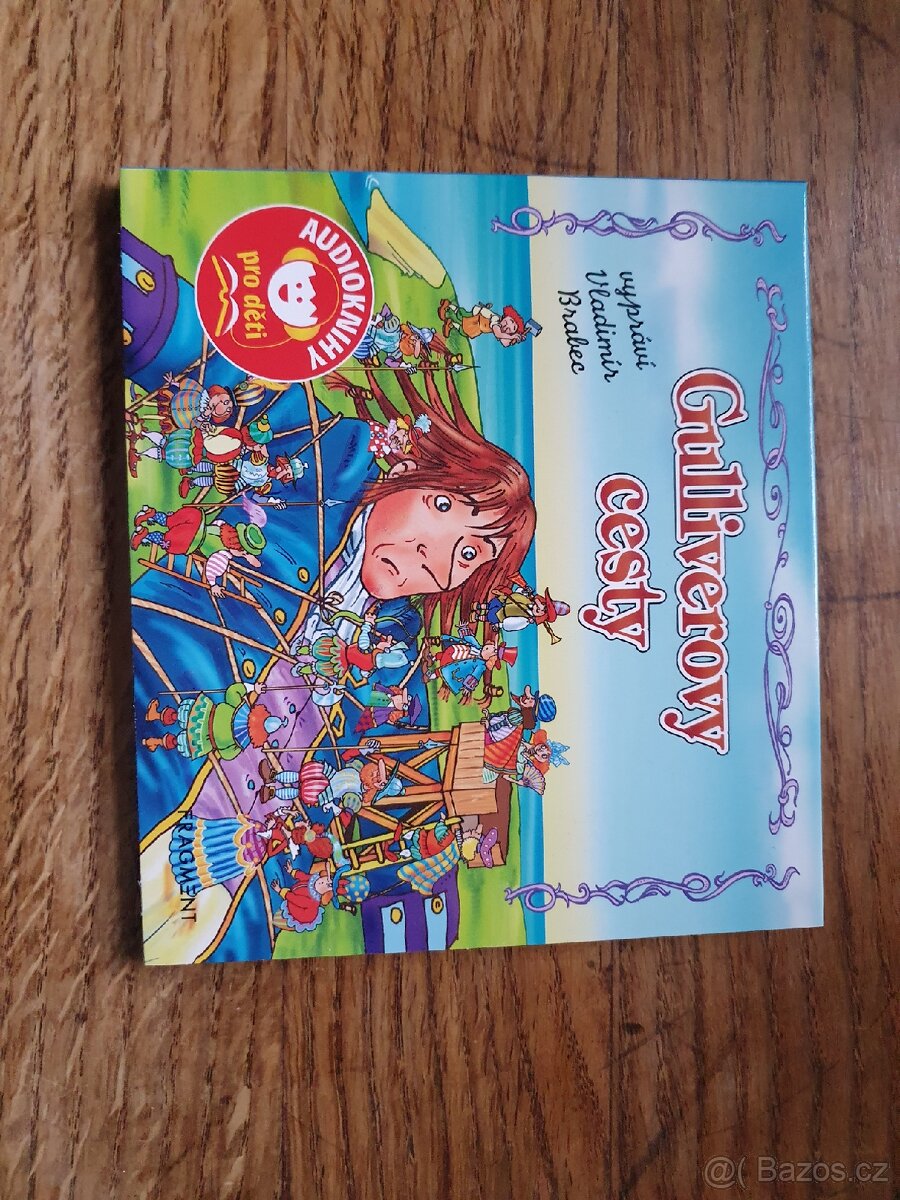 Gulliverovy
cesty
vypráví
Vladimír
Brabec
AUDIOKNIHY
pro děti
FRAGMENT
@( Bazos.cz